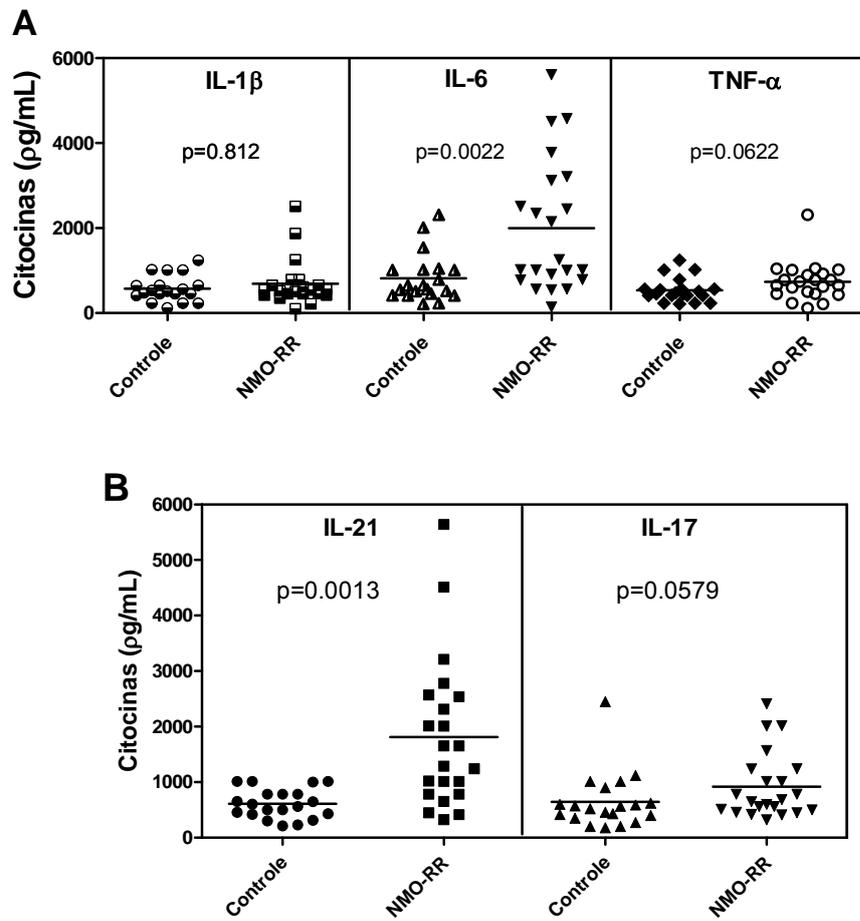 A
Citocinas (ρg/mL)
6000
4000
2000
0
IL-1β
IL-6
TNF-α
p=0.812
p=0.0022
p=0.0622
Controle
NMO-RR
Controle
NMO-RR
Controle
NMO-RR
B
Citocinas (ρg/mL)
6000
5000
4000
3000
2000
1000
0
IL-21
IL-17
p=0.0013
p=0.0579
Controle
NMO-RR
Controle
NMO-RR